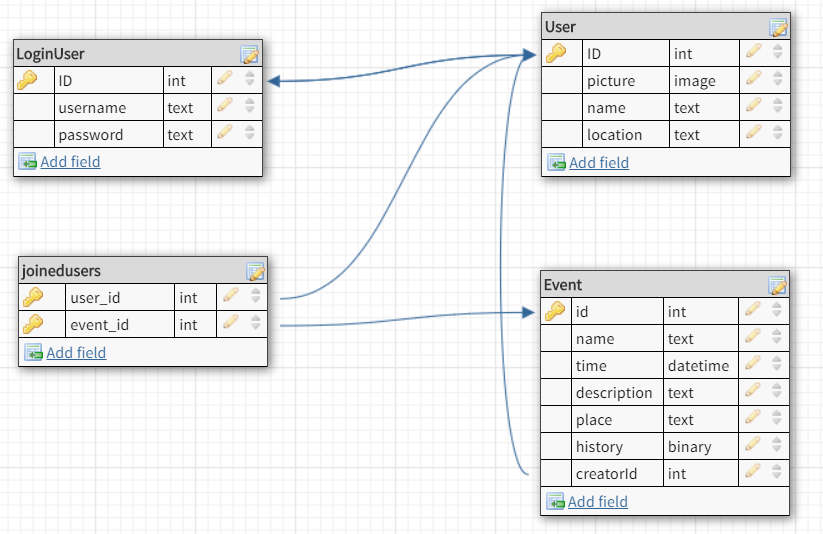 LoginUser
ID int
username text
password text
Add field
User
ID int
picture image
name text
location text
Add field
joinedusers
user_id int
event_id int
Add field
Event
id int
name text
time datetime
description text
place text
history binary
creatorId int
Add field